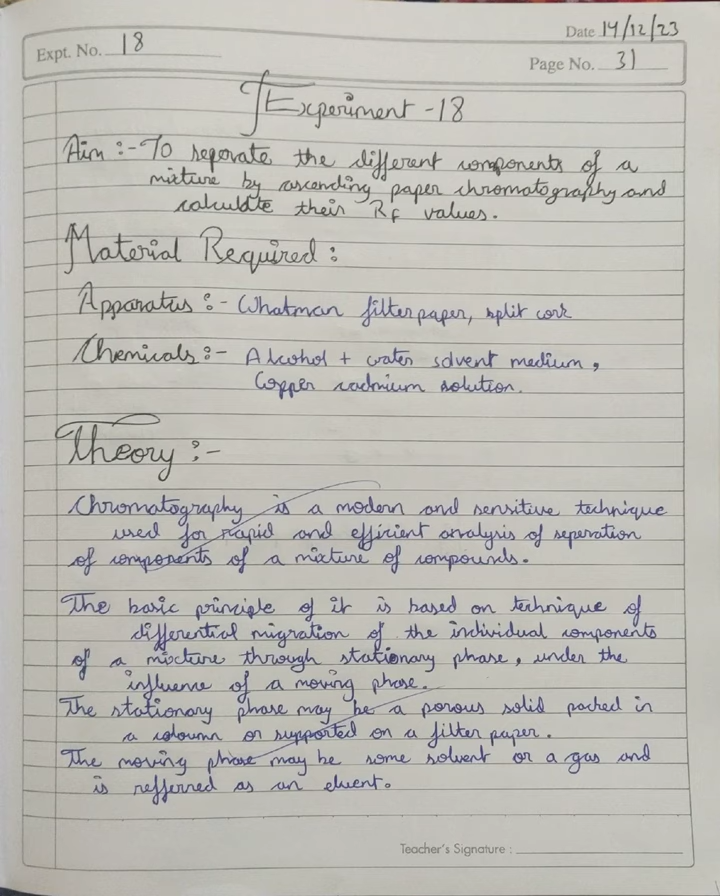 Date 14/12/23
Expt. No. 18
Page No. 31
Experiment - 18
Aim :- To seperate the different components of a
mixture by ascending paper chromatography and
calculate their Rf values.
Material Required :
Apparatus :- Whatman filter paper, split cork
Chemicals :- Alcohol + water solvent medium,
Copper cadmium solution.
Theory :-
Chromatography is a modern and sensitive technique
used for rapid and efficient analysis of seperation
of components of a mixture of compounds.
The basic principle of it is based on technique of
differential migration of the individual components
of a mixture through stationary phase, under the
influence of a moving phase.
The stationary phase may be a porous solid packed in
a coloumn or supported on a filter paper.
The moving phase may be some solvent or a gas and
is refferred as an eluent.
Teacher's Signature :